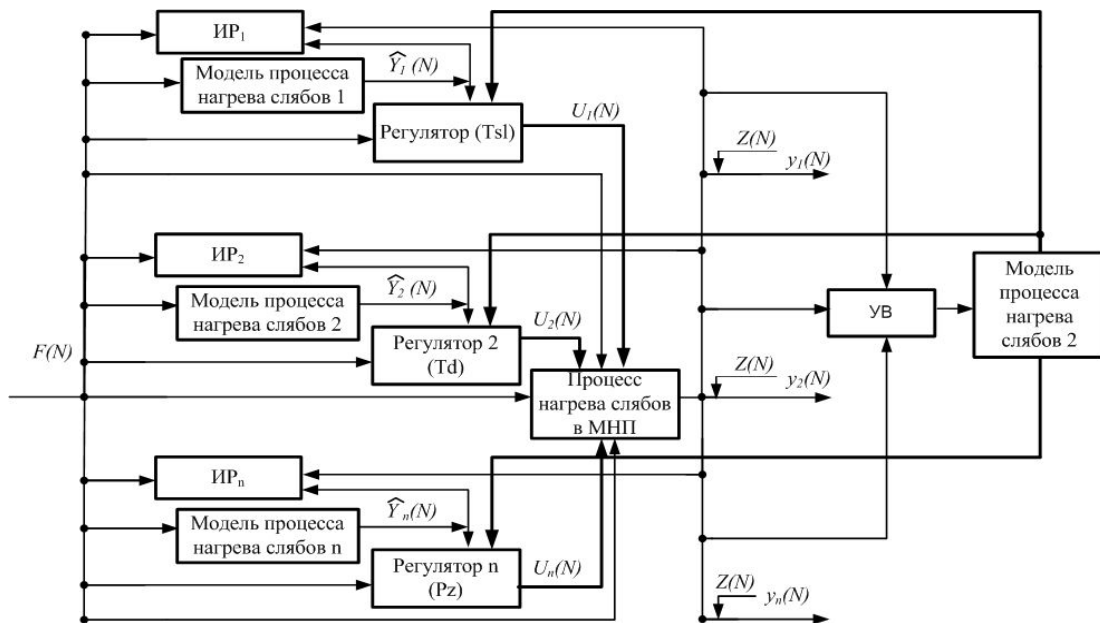 ИР₁
Модель процесса
нагрева слябов 1
Ŷ₁(N)
Регулятор (Tsl)
U₁(N)
Z(N)
y₁(N)
ИР₂
Модель процесса
нагрева слябов 2
Ŷ₂(N)
Регулятор 2
(Td)
U₂(N)
F(N)
Процесс
нагрева слябов
в МНП
Z(N)
y₂(N)
УВ
Модель
процесса
нагрева
слябов 2
ИРₙ
Модель процесса
нагрева слябов n
Ŷₙ(N)
Регулятор n
(Pz)
Uₙ(N)
Z(N)
yₙ(N)